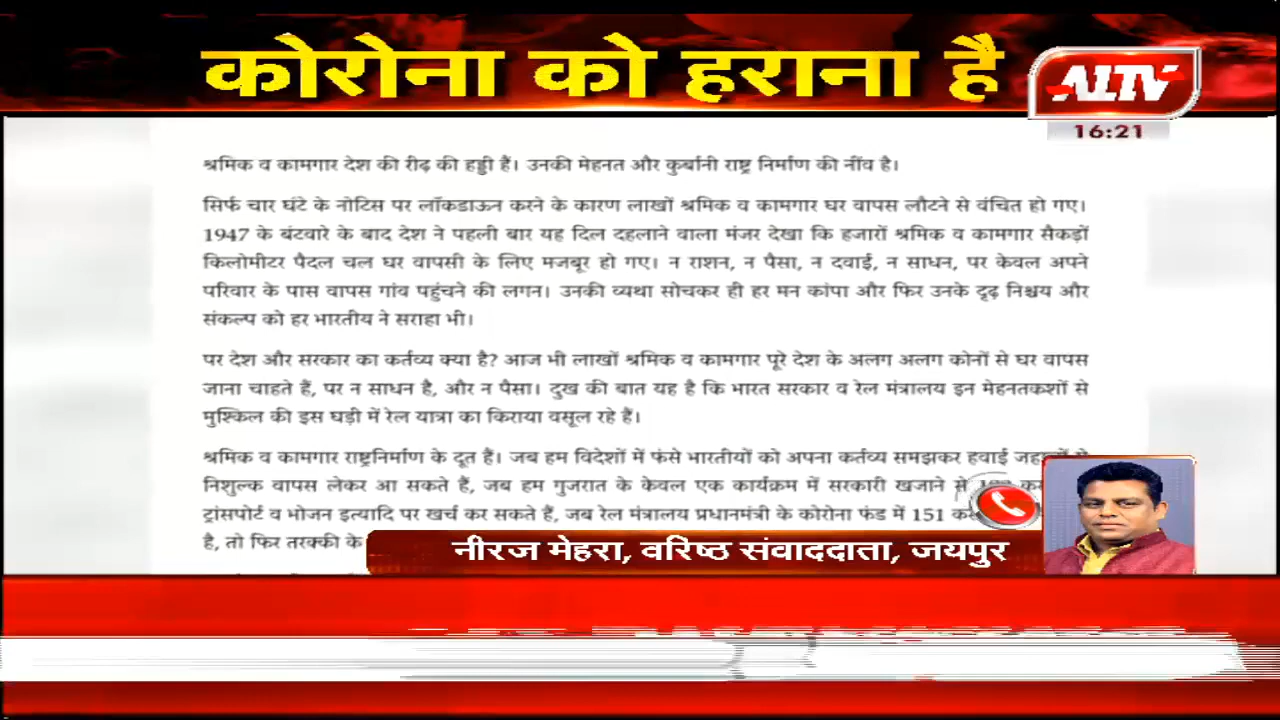 कोरोना को हराना है
ALTV
16:21
श्रमिक व कामगार देश की रीढ़ की हड्डी हैं। उनकी मेहनत और कुर्बानी राष्ट्र निर्माण की नींव है।
सिर्फ चार घंटे के नोटिस पर लॉकडाऊन करने के कारण लाखों श्रमिक व कामगार घर वापस लौटने से वंचित हो गए।
1947 के बंटवारे के बाद देश ने पहली बार यह दिल दहलाने वाला मंजर देखा कि हजारों श्रमिक व कामगार सैकड़ों
किलोमीटर पैदल चल घर वापसी के लिए मजबूर हो गए। न राशन, न पैसा, न दवाई, न साधन, पर केवल अपने
परिवार के पास वापस गांव पहुंचने की लगन। उनकी व्यथा सोचकर ही हर मन कांपा और फिर उनके दृढ़ निश्चय और
संकल्प को हर भारतीय ने सराहा भी।
पर देश और सरकार का कर्तव्य क्या है? आज भी लाखों श्रमिक व कामगार पूरे देश के अलग अलग कोनों से घर वापस
जाना चाहते हैं, पर न साधन है, और न पैसा। दुख की बात यह है कि भारत सरकार व रेल मंत्रालय इन मेहनतकशों से
मुश्किल की इस घड़ी में रेल यात्रा का किराया वसूल रहे हैं।
श्रमिक व कामगार राष्ट्रनिर्माण के दूत हैं। जब हम विदेशों में फंसे भारतीयों को अपना कर्तव्य समझकर हवाई
निशुल्क वापस लेकर आ सकते हैं, जब हम गुजरात के केवल एक कार्यक्रम में सरकारी खजाने से
ट्रांसपोर्ट व भोजन इत्यादि पर खर्च कर सकते हैं, जब रेल मंत्रालय प्रधानमंत्री के कोरोना फंड में 151
है, तो फिर तरक्की के
नीरज मेहरा, वरिष्ठ संवाददाता, जयपुर